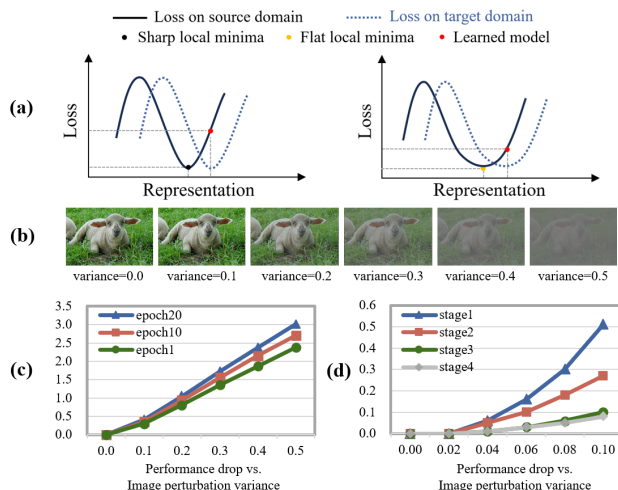 Loss on source domain Loss on target domain
Sharp local minima Flat local minima Learned model
(a)
Loss
Representation
Loss
Representation
(b)
variance=0.0 variance=0.1 variance=0.2 variance=0.3 variance=0.4 variance=0.5
(c)
3.5
3.0
2.5
2.0
1.5
1.0
0.5
0.0
epoch20
epoch10
epoch1
0.0 0.1 0.2 0.3 0.4 0.5
Performance drop vs.
Image perturbation variance
(d)
0.6
0.5
0.4
0.3
0.2
0.1
0.0
stage1
stage2
stage3
stage4
0.00 0.02 0.04 0.06 0.08 0.10
Performance drop vs.
Image perturbation variance